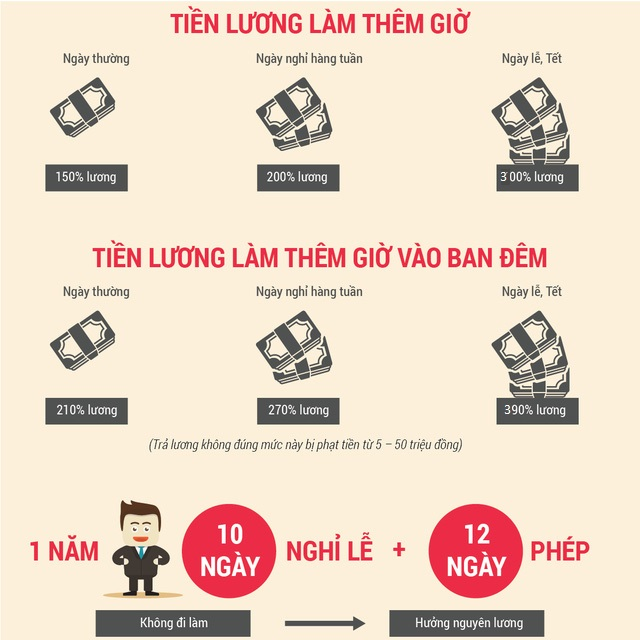 TIỀN LƯƠNG LÀM THÊM GIỜ
Ngày thường
Ngày nghỉ hàng tuần
Ngày lễ, Tết
150% lương
200% lương
300% lương
TIỀN LƯƠNG LÀM THÊM GIỜ VÀO BAN ĐÊM
Ngày thường
Ngày nghỉ hàng tuần
Ngày lễ, Tết
210% lương
270% lương
390% lương
(Trả lương không đúng mức này bị phạt tiền từ 5 – 50 triệu đồng)
1 NĂM
10 
NGÀY
NGHỈ LỄ
+
12
NGÀY
PHÉP
Không đi làm
Hưởng nguyên lương